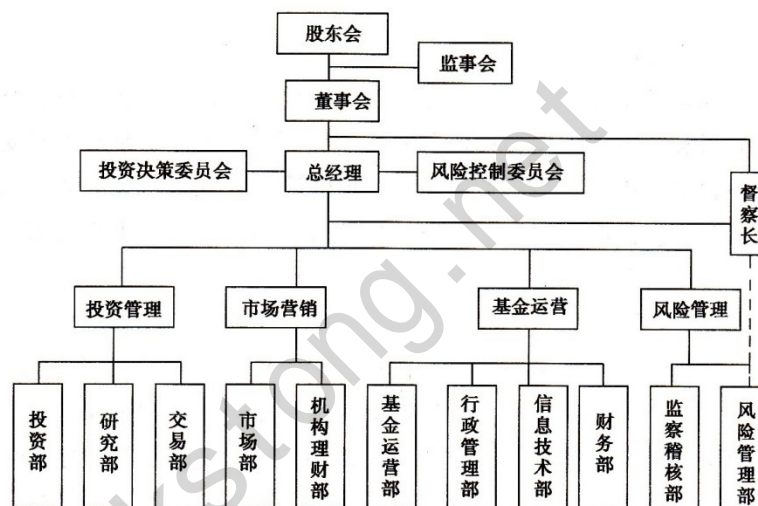 股东会
监事会
董事会
投资决策委员会
总经理
风险控制委员会
督察长
投资管理
市场营销
基金运营
风险管理
投资部
研究部
交易部
市场部
机构理财部
基金运营部
行政管理部
信息技术部
财务部
监察稽核部
风险管理部
kstong.net